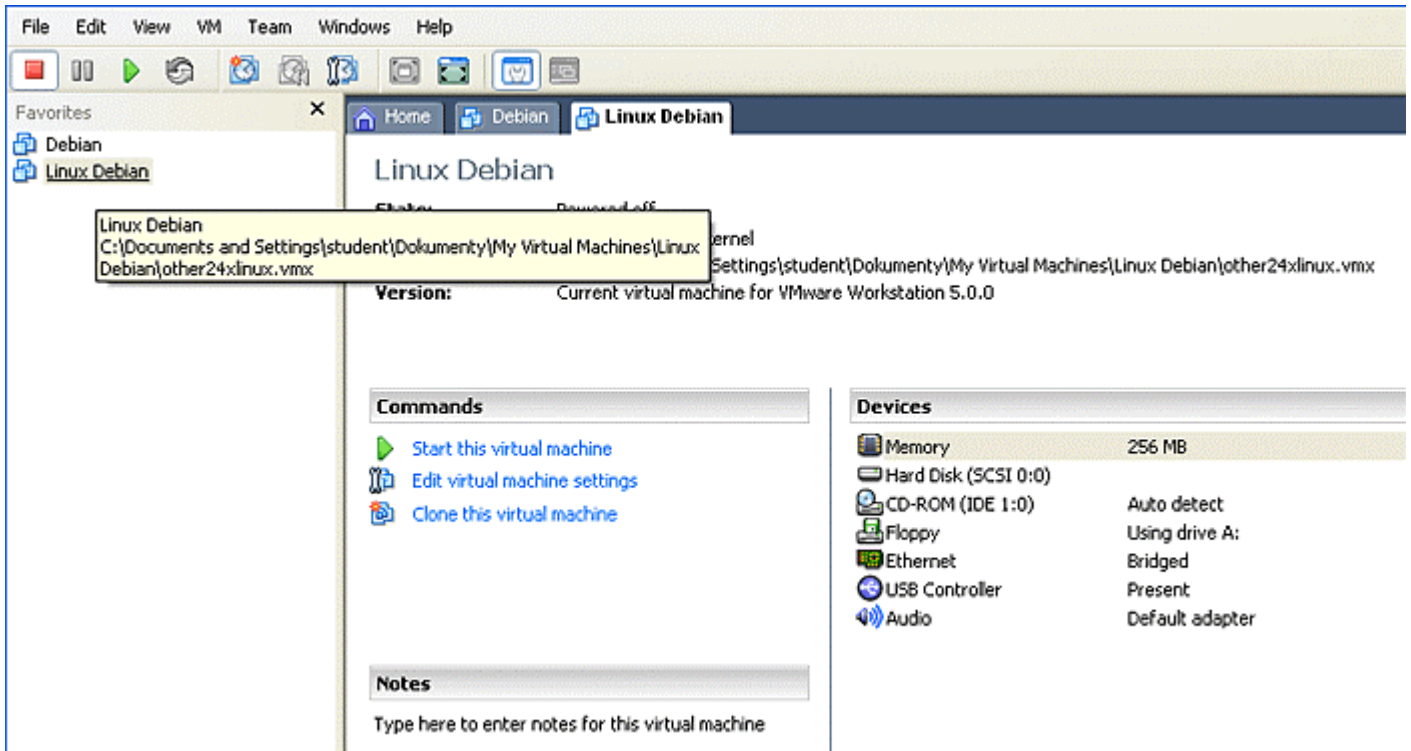 File Edit View VM Team Windows Help
Favorites
Debian
Linux Debian
Linux Debian
C:\Documents and Settings\student\Dokumenty\My Virtual Machines\Linux
Debian\other24xlinux.vmx
Home Debian Linux Debian
Linux Debian
State: Powered off
ernel
Settings\student\Dokumenty\My Virtual Machines\Linux Debian\other24xlinux.vmx
Version: Current virtual machine for VMware Workstation 5.0.0
Commands
Start this virtual machine
Edit virtual machine settings
Clone this virtual machine
Notes
Type here to enter notes for this virtual machine
Devices
Memory 256 MB
Hard Disk (SCSI 0:0)
CD-ROM (IDE 1:0) Auto detect
Floppy Using drive A:
Ethernet Bridged
USB Controller Present
Audio Default adapter